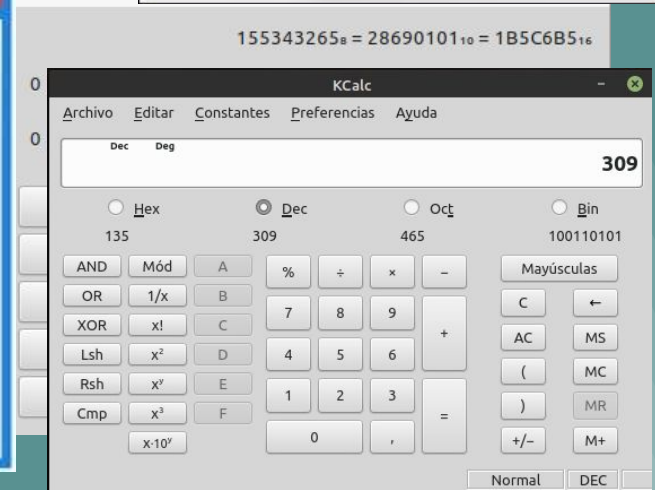 155343265₈ = 28690101₁₀ = 1B5C6B5₁₆
0
0
KCalc
Archivo Editar Constantes Preferencias Ayuda
Dec Deg
309
Hex Dec Oct Bin
135 309 465 100110101
AND Mód A % ÷ × − Mayúsculas
OR 1/x B 7 8 9 + C ←
XOR x! C AC MS
Lsh x² D 4 5 6 ( MC
Rsh xʸ E 1 2 3 = ) MR
Cmp x³ F 0 , +/− M+
x·10ʸ
Normal DEC